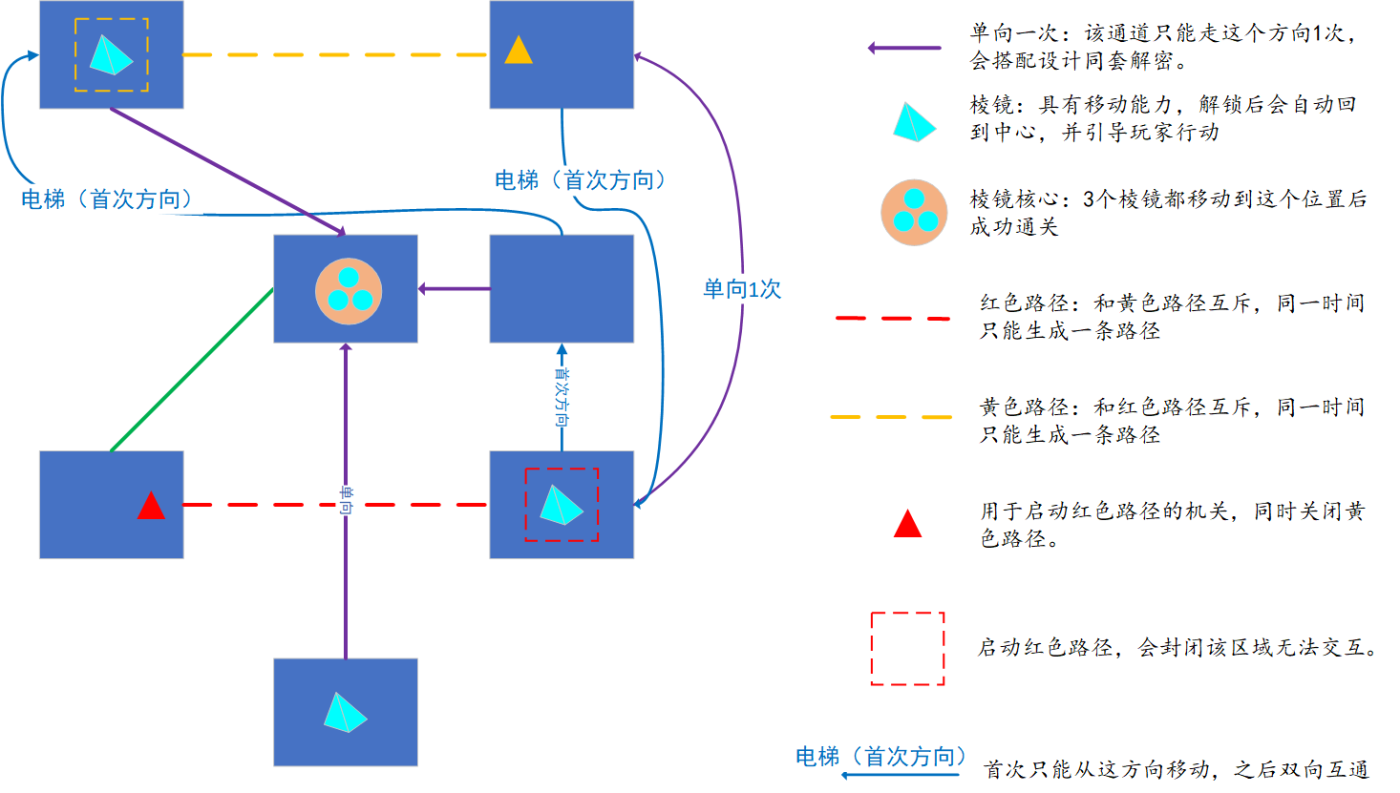 单向一次：该通道只能走这个方向1次，
会搭配设计同套解密。
棱镜：具有移动能力，解锁后会自动回
到中心，并引导玩家行动
电梯（首次方向）
电梯（首次方向）
棱镜核心：3个棱镜都移动到这个位置后
成功通关
单向1次
红色路径：和黄色路径互斥，同一时间
只能生成一条路径
首次方向
黄色路径：和红色路径互斥，同一时间
只能生成一条路径
单向
用于启动红色路径的机关，同时关闭黄
色路径。
启动红色路径，会封闭该区域无法交互。
电梯（首次方向）
首次只能从这方向移动，之后双向互通